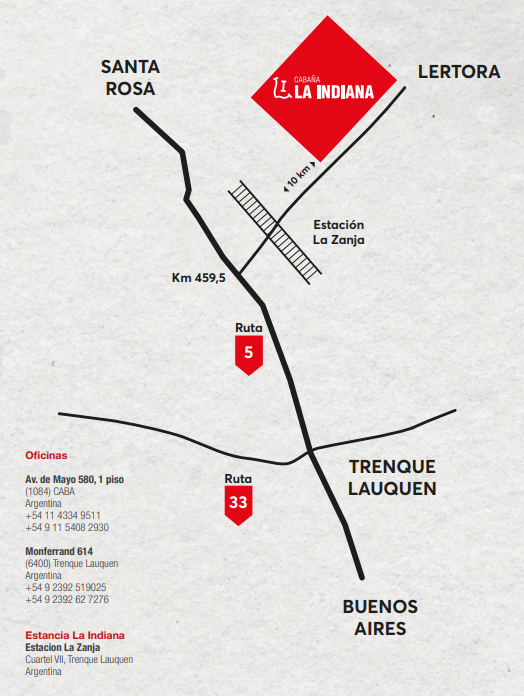 SANTA
ROSA
CABAÑA
LA INDIANA
LERTORA
10 km
Estación
La Zanja
Km 459,5
Ruta
5
TRENQUE
LAUQUEN
Ruta
33
BUENOS
AIRES
Oficinas
Av. de Mayo 580, 1 piso
(1084) CABA
Argentina
+54 11 4334 9511
+54 9 11 5408 2930
Monferrand 614
(6400) Trenque Lauquen
Argentina
+54 9 2392 519025
+54 9 2392 62 7276
Estancia La Indiana
Estacion La Zanja
Cuartel VII, Trenque Lauquen
Argentina